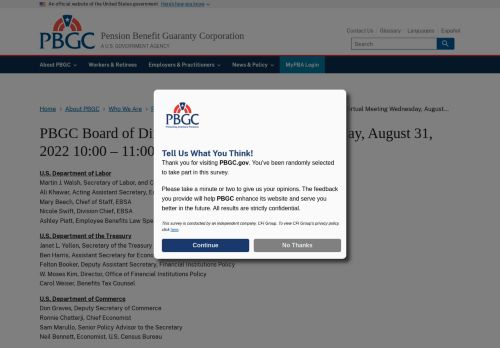 An official website of the United States government Here's how you know
PBGC
Pension Benefit Guaranty Corporation
A U.S. GOVERNMENT AGENCY
Contact Us Glossary Languages Español
Search
About PBGC Workers & Retirees Employers & Practitioners News & Policy MyPBA Login
Home › About PBGC › Who We Are › irtual Meeting Wednesday, August...
PBGC Board of Di ay, August 31,
2022 10:00 – 11:00
U.S. Department of Labor
Martin J. Walsh, Secretary of Labor, and C
Ali Khawar, Acting Assistant Secretary, E
Mary Beech, Chief of Staff, EBSA
Nicole Swift, Division Chief, EBSA
Ashley Platt, Employee Benefits Law Spe
U.S. Department of the Treasury
Janet L. Yellen, Secretary of the Treasury
Ben Harris, Assistant Secretary for Econo
Felton Booker, Deputy Assistant Secretary, Financial Institutions Policy
W. Moses Kim, Director, Office of Financial Institutions Policy
Carol Weiser, Benefits Tax Counsel
U.S. Department of Commerce
Don Graves, Deputy Secretary of Commerce
Ronnie Chatterji, Chief Economist
Sam Marullo, Senior Policy Advisor to the Secretary
Neil Bennett, Economist, U.S. Census Bureau
PBGC
Protecting America's Pensions
Tell Us What You Think!
Thank you for visiting PBGC.gov. You've been randomly selected
to take part in this survey.
Please take a minute or two to give us your opinions. The feedback
you provide will help PBGC enhance its website and serve you
better in the future. All results are strictly confidential.
This survey is conducted by an independent company, CFI Group. To view CFI Group's privacy policy
click here.
Continue
No Thanks